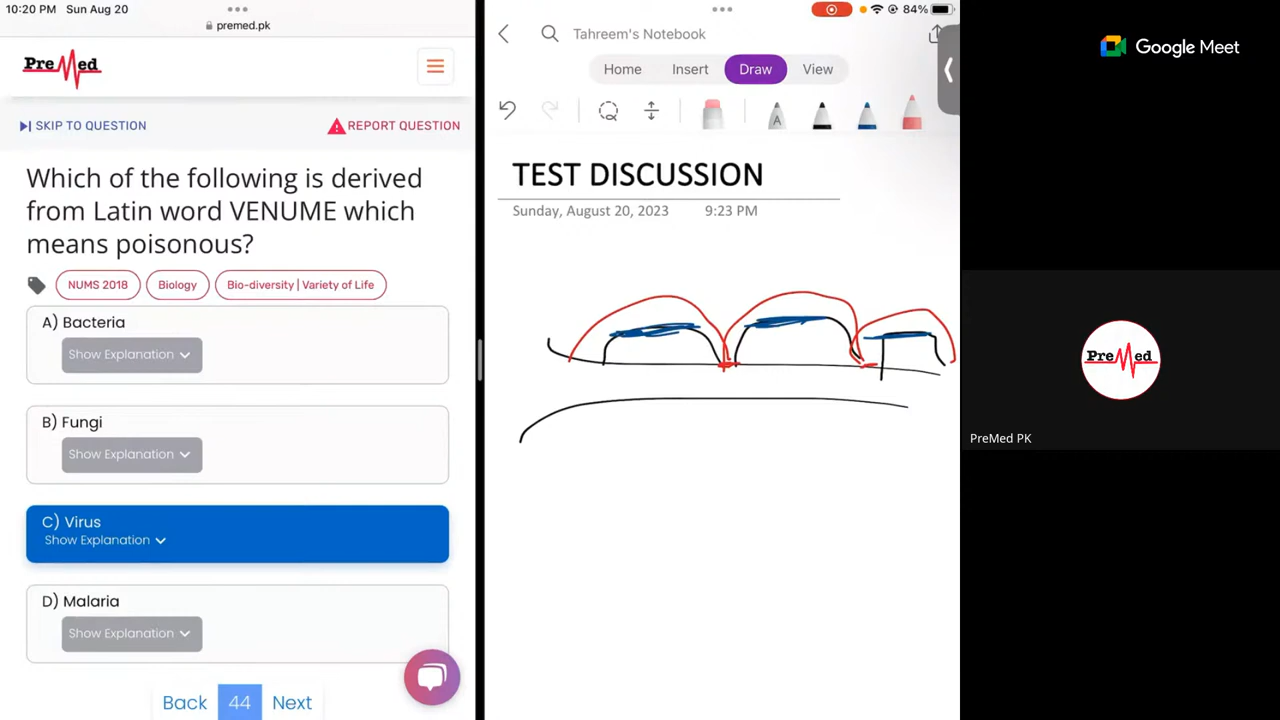 10:20 PM Sun Aug 20
84%
premed.pk
PreMed
SKIP TO QUESTION
REPORT QUESTION
Which of the following is derived
from Latin word VENUME which
means poisonous?
NUMS 2018
Biology
Bio-diversity | Variety of Life
A) Bacteria
Show Explanation
B) Fungi
Show Explanation
C) Virus
Show Explanation
D) Malaria
Show Explanation
Back 44 Next
Tahreem's Notebook
Home Insert Draw View
A
TEST DISCUSSION
Sunday, August 20, 2023 9:23 PM
Google Meet
PreMed
PreMed PK